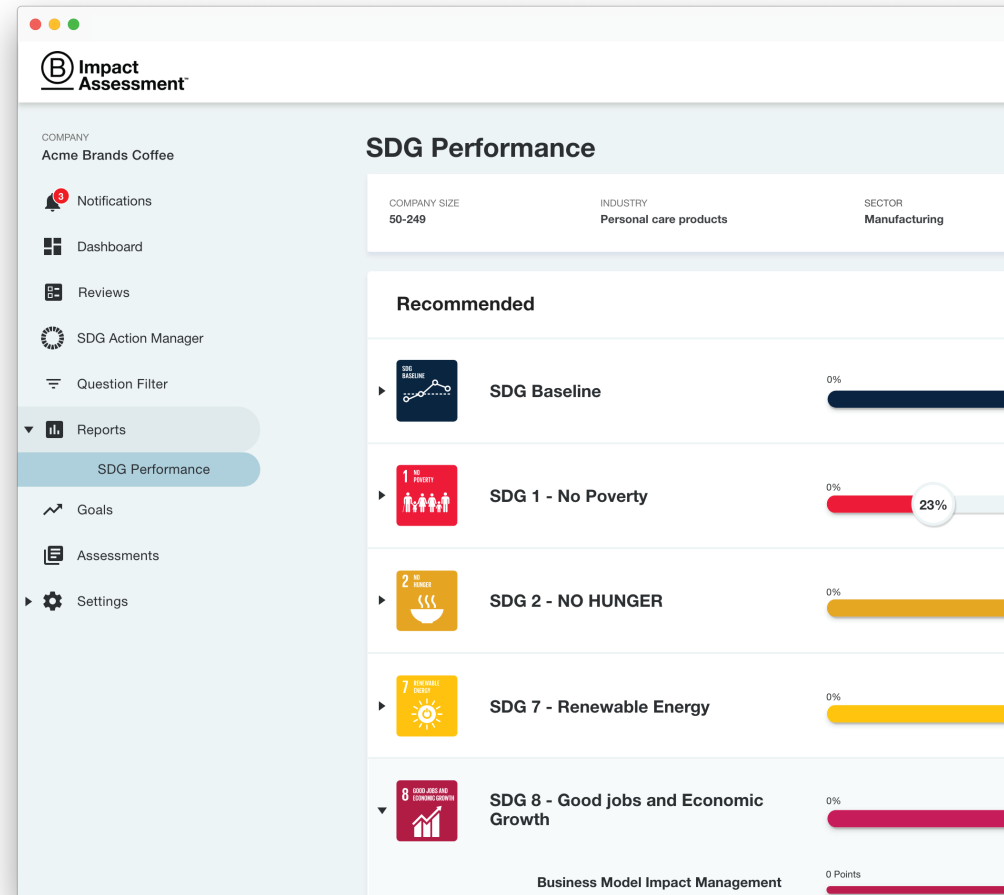 B Impact
Assessment™
COMPANY
Acme Brands Coffee
3
Notifications
Dashboard
Reviews
SDG Action Manager
Question Filter
Reports
SDG Performance
Goals
Assessments
Settings
SDG Performance
COMPANY SIZE
50-249
INDUSTRY
Personal care products
SECTOR
Manufacturing
Recommended
SDG
BASELINE
SDG Baseline
0%
1 NO
POVERTY
SDG 1 - No Poverty
0%
23%
2 NO
HUNGER
SDG 2 - NO HUNGER
0%
7 RENEWABLE
ENERGY
SDG 7 - Renewable Energy
0%
8 GOOD JOBS AND
ECONOMIC GROWTH
SDG 8 - Good jobs and Economic
Growth
0%
Business Model Impact Management
0 Points